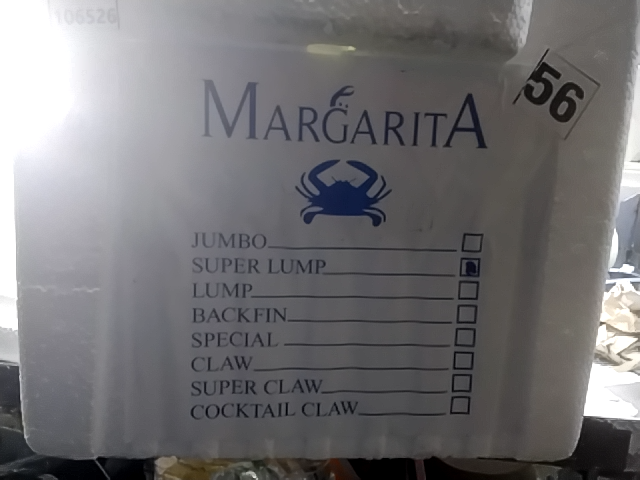 106526
56
MARGARITA
JUMBO
SUPER LUMP
LUMP
BACKFIN
SPECIAL
CLAW
SUPER CLAW
COCKTAIL CLAW